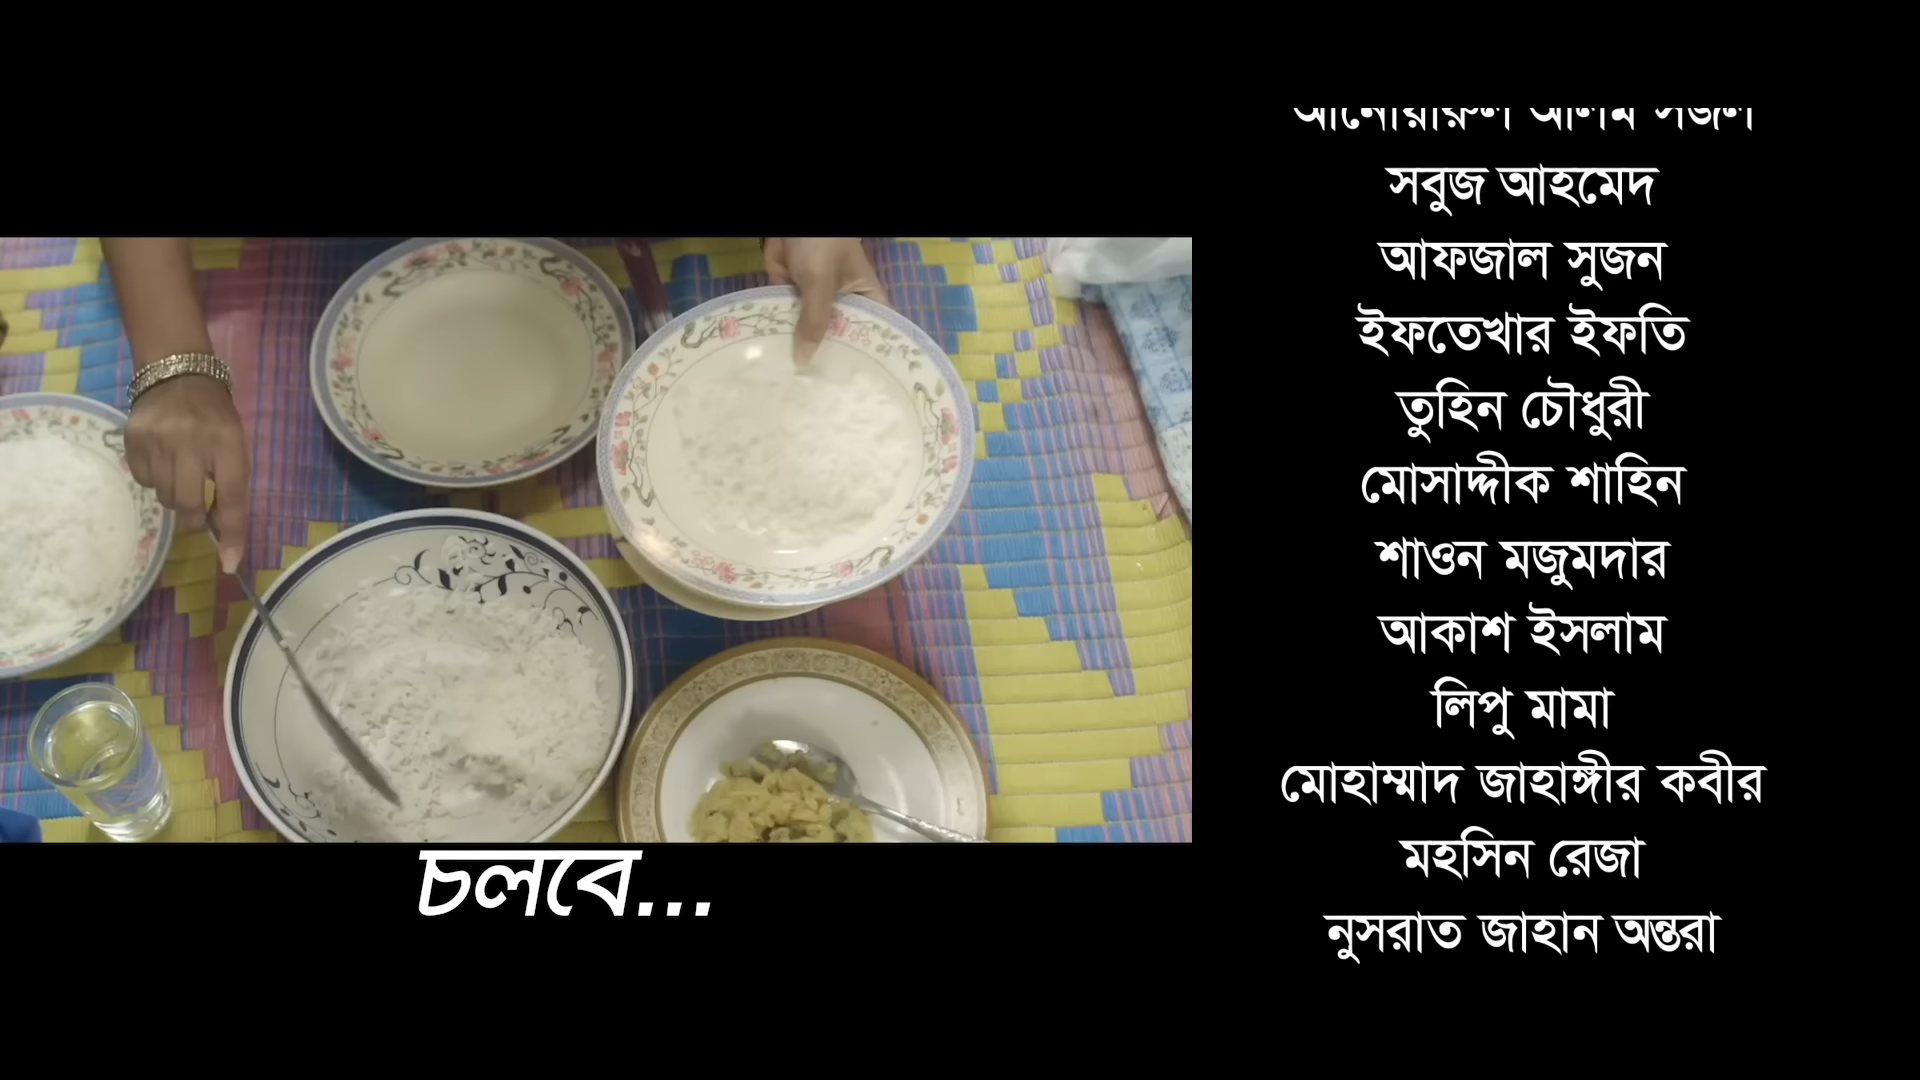 চলবে...
সবুজ আহমেদ
আফজাল সুজন
ইফতেখার ইফতি
তুহিন চৌধুরী
মোসাদ্দীক শাহিন
শাওন মজুমদার
আকাশ ইসলাম
লিপু মামা
মোহাম্মাদ জাহাঙ্গীর কবীর
মহসিন রেজা
নুসরাত জাহান অন্তরা